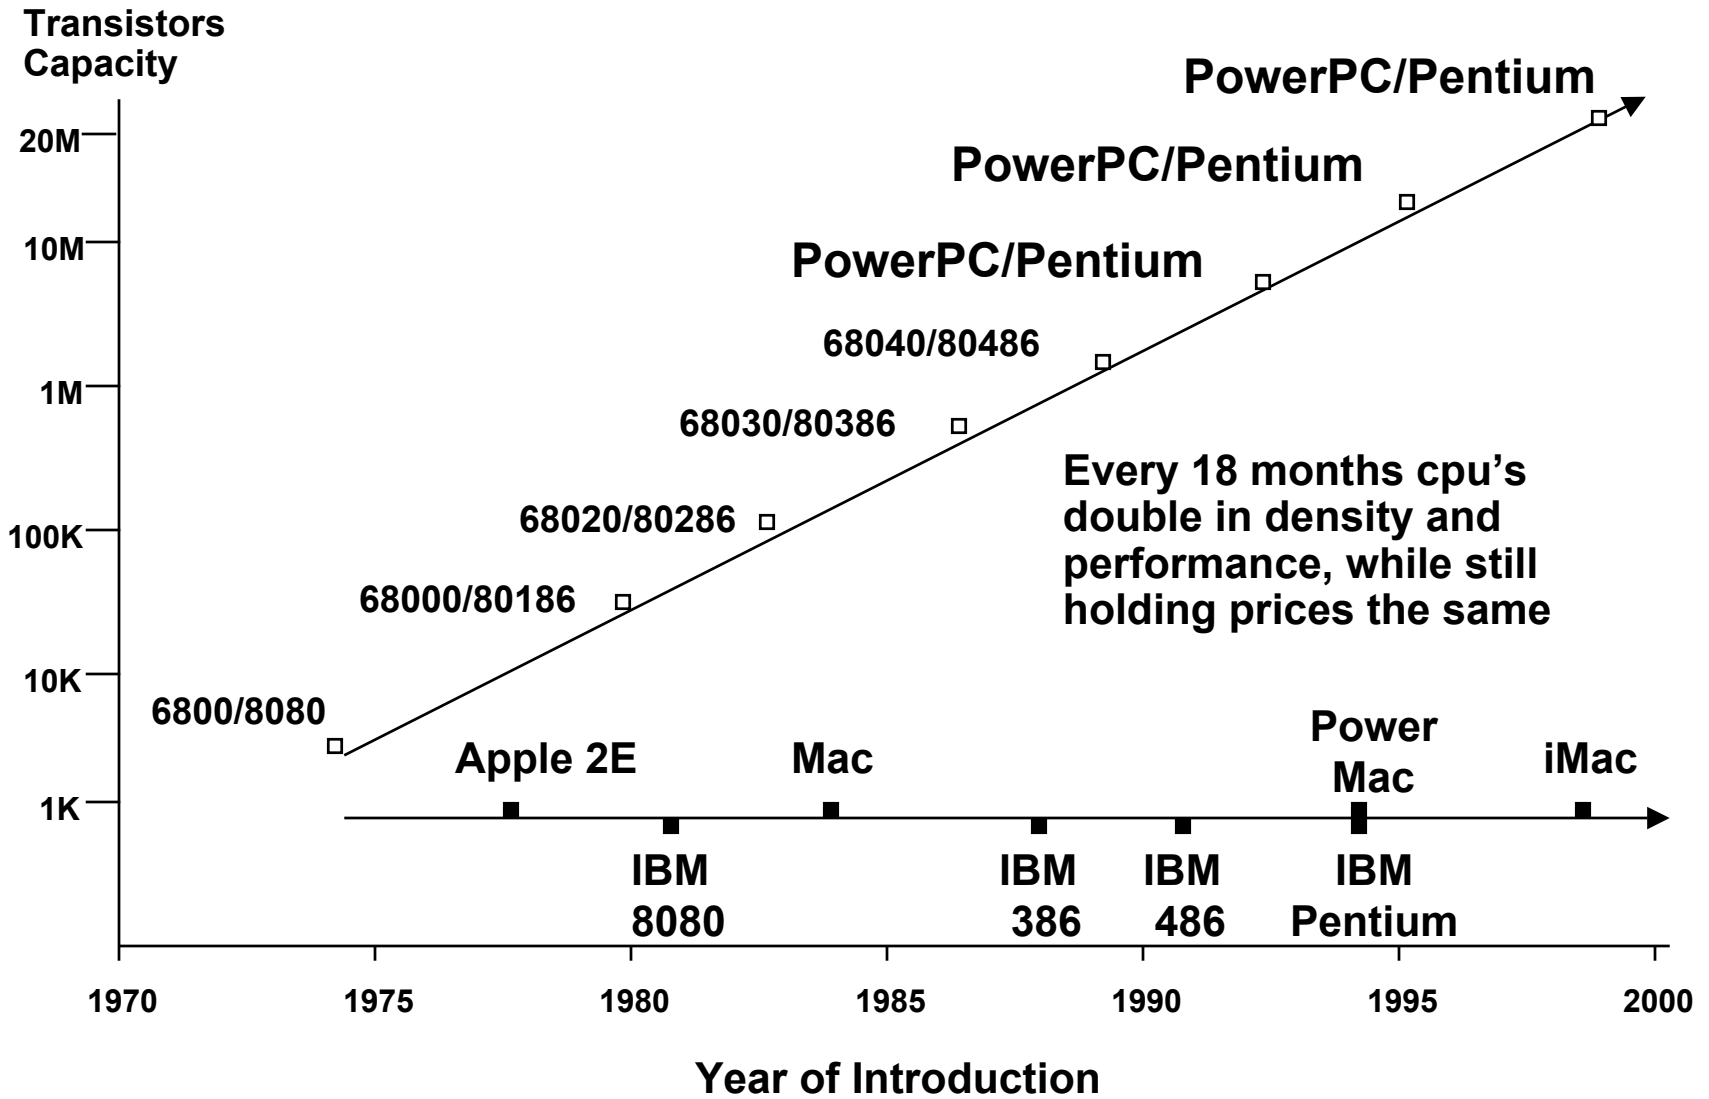 Transistors
Capacity
PowerPC/Pentium
20M
PowerPC/Pentium
10M
PowerPC/Pentium
68040/80486
1M
68030/80386
Every 18 months cpu’s
double in density and
performance, while still
holding prices the same
68020/80286
100K
68000/80186
10K
6800/8080
Apple 2E
Mac
Power
Mac
iMac
1K
IBM
8080
IBM
386
IBM
486
IBM
Pentium
1970 1975 1980 1985 1990 1995 2000
Year of Introduction